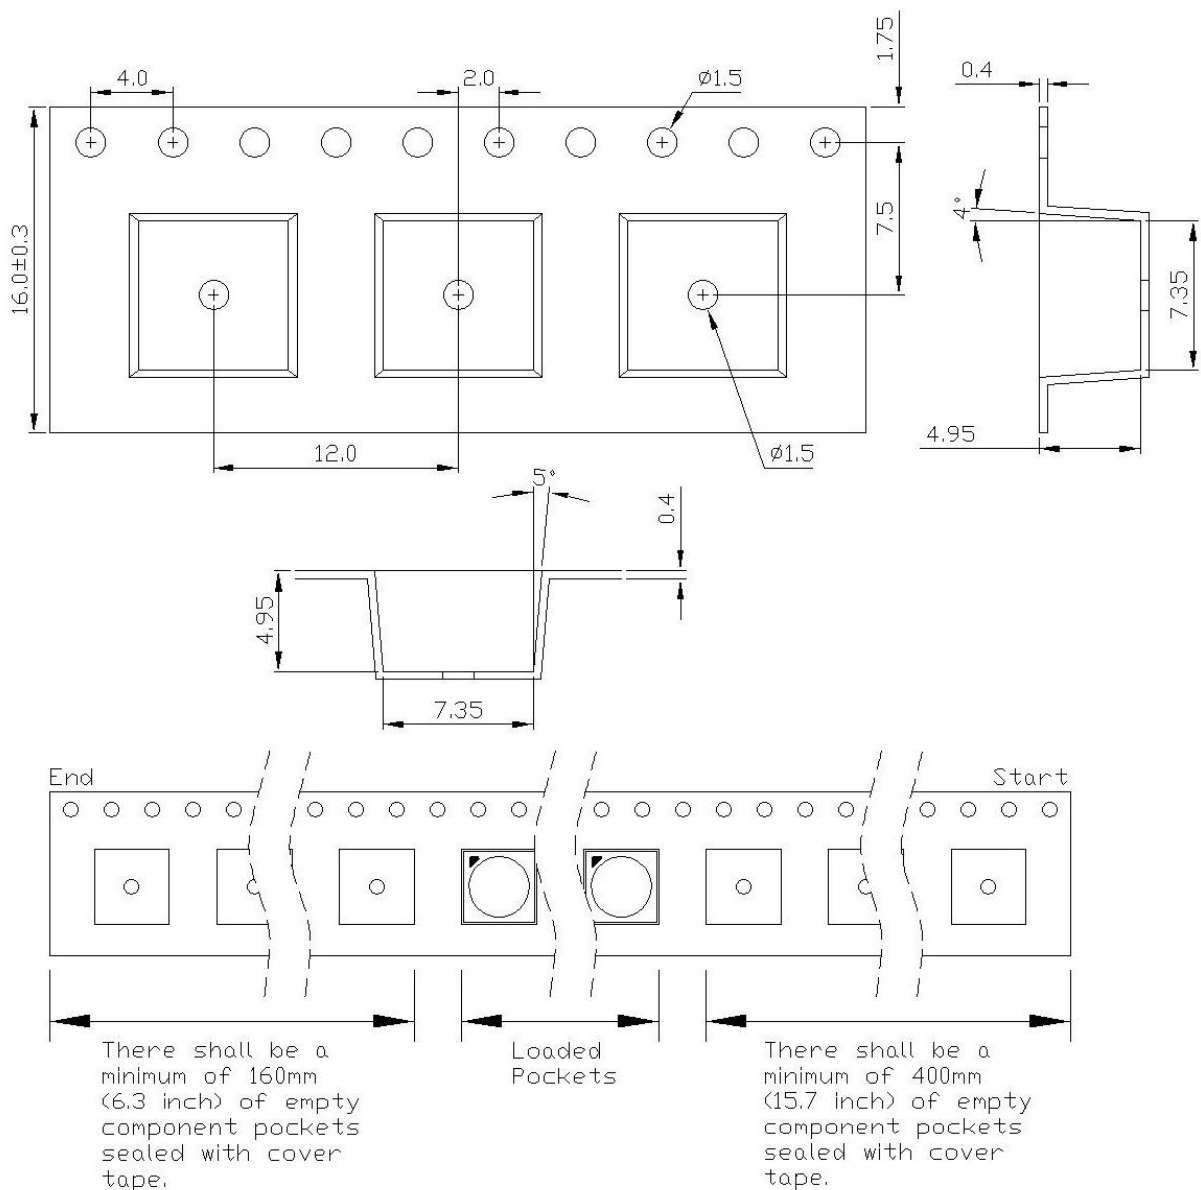 4.0
2.0
Ø1.5
1.75
0.4
16.0±0.3
7.5
4°
7.35
12.0
Ø1.5
4.95
5°
0.4
4.95
7.35
End
Start
There shall be a
minimum of 160mm
(6.3 inch) of empty
component pockets
sealed with cover
tape.
Loaded
Pockets
There shall be a
minimum of 400mm
(15.7 inch) of empty
component pockets
sealed with cover
tape.